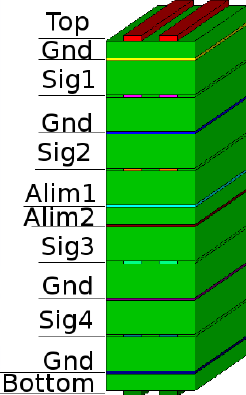 Top
Gnd
Sig1
Gnd
Sig2
Alim1
Alim2
Sig3
Gnd
Sig4
Gnd
Bottom